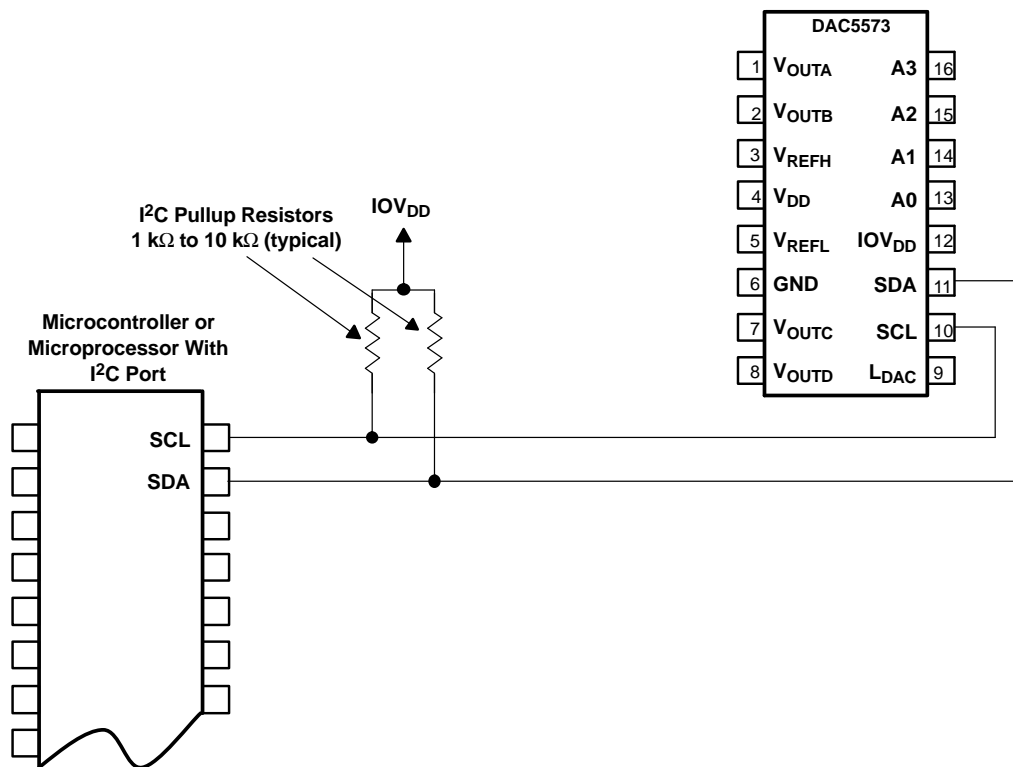 DAC5573
1 VOUTA A3 16
2 VOUTB A2 15
3 VREFH A1 14
4 VDD A0 13
5 VREFL IOVDD 12
6 GND SDA 11
7 VOUTC SCL 10
8 VOUTD LDAC 9
IOVDD
I²C Pullup Resistors
1 kΩ to 10 kΩ (typical)
Microcontroller or
Microprocessor With
I²C Port
SCL
SDA